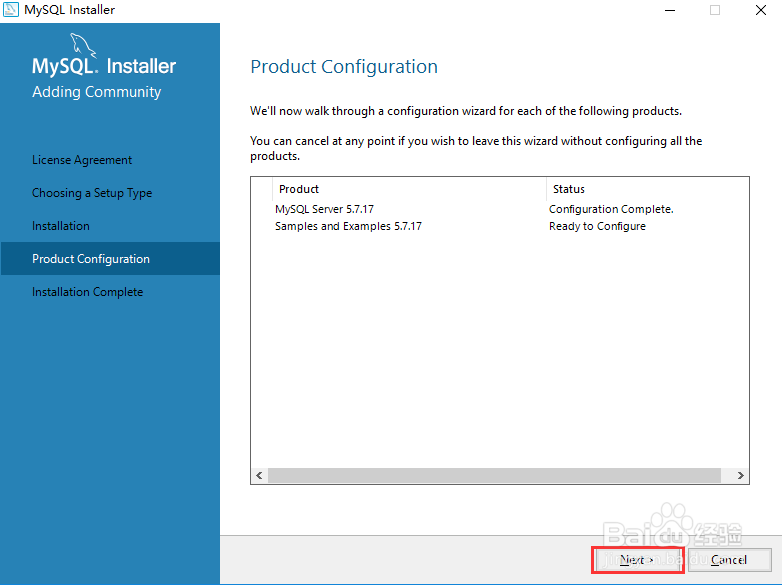 MySQL Installer
MySQL. Installer
Adding Community
License Agreement
Choosing a Setup Type
Installation
Product Configuration
Installation Complete
Product Configuration
We'll now walk through a configuration wizard for each of the following products.
You can cancel at any point if you wish to leave this wizard without configuring all the
products.
Product Status
MySQL Server 5.7.17 Configuration Complete.
Samples and Examples 5.7.17 Ready to Configure
Baidu 经验
Next > Cancel